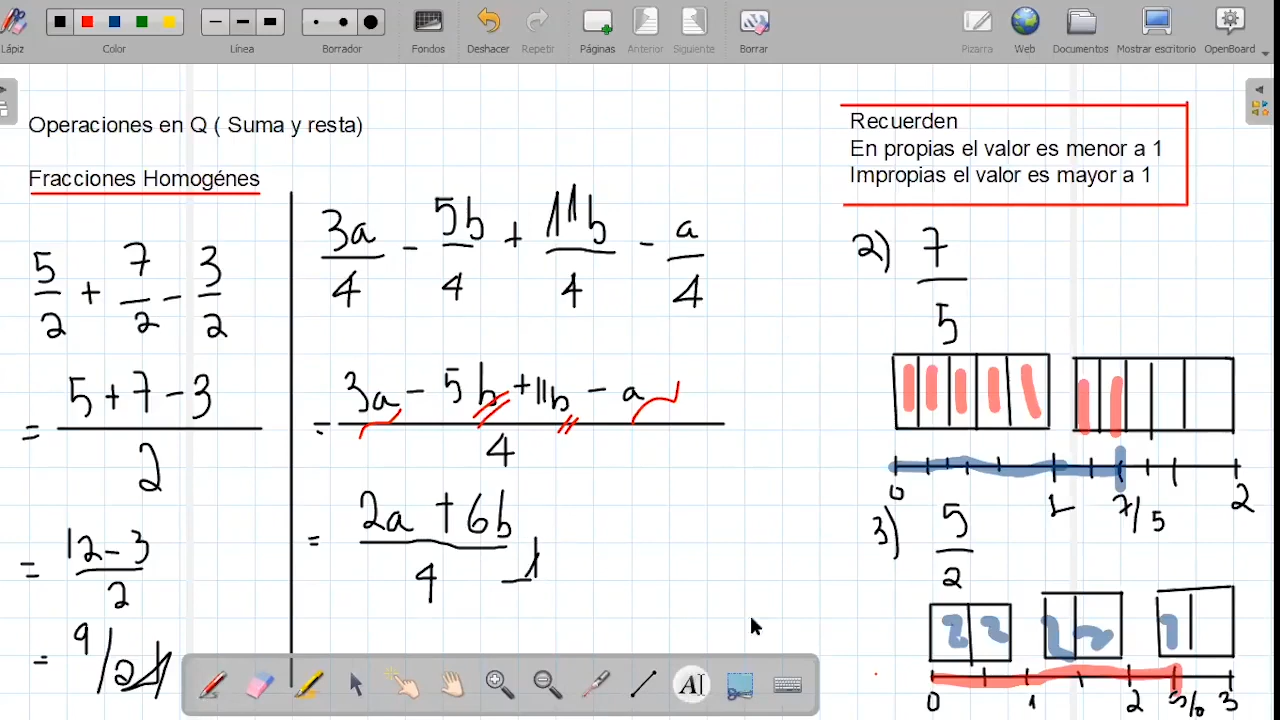 Lápiz Color Línea Borrador Fondos Deshacer Repetir Páginas Anterior Siguiente Borrar Pizarra Web Documentos Mostrar escritorio OpenBoard
Operaciones en Q ( Suma y resta)
Fracciones Homogénes
5/2 + 7/2 - 3/2
= (5 + 7 - 3)/2
= (12 - 3)/2
= 9/2
3a/4 - 5b/4 + 11b/4 - a/4
= (3a - 5b + 11b - a)/4
= (2a + 6b)/4
Recuerden
En propias el valor es menor a 1
Impropias el valor es mayor a 1
2) 7/5
0 1 7/5 2
3) 5/2
0 1 2 3